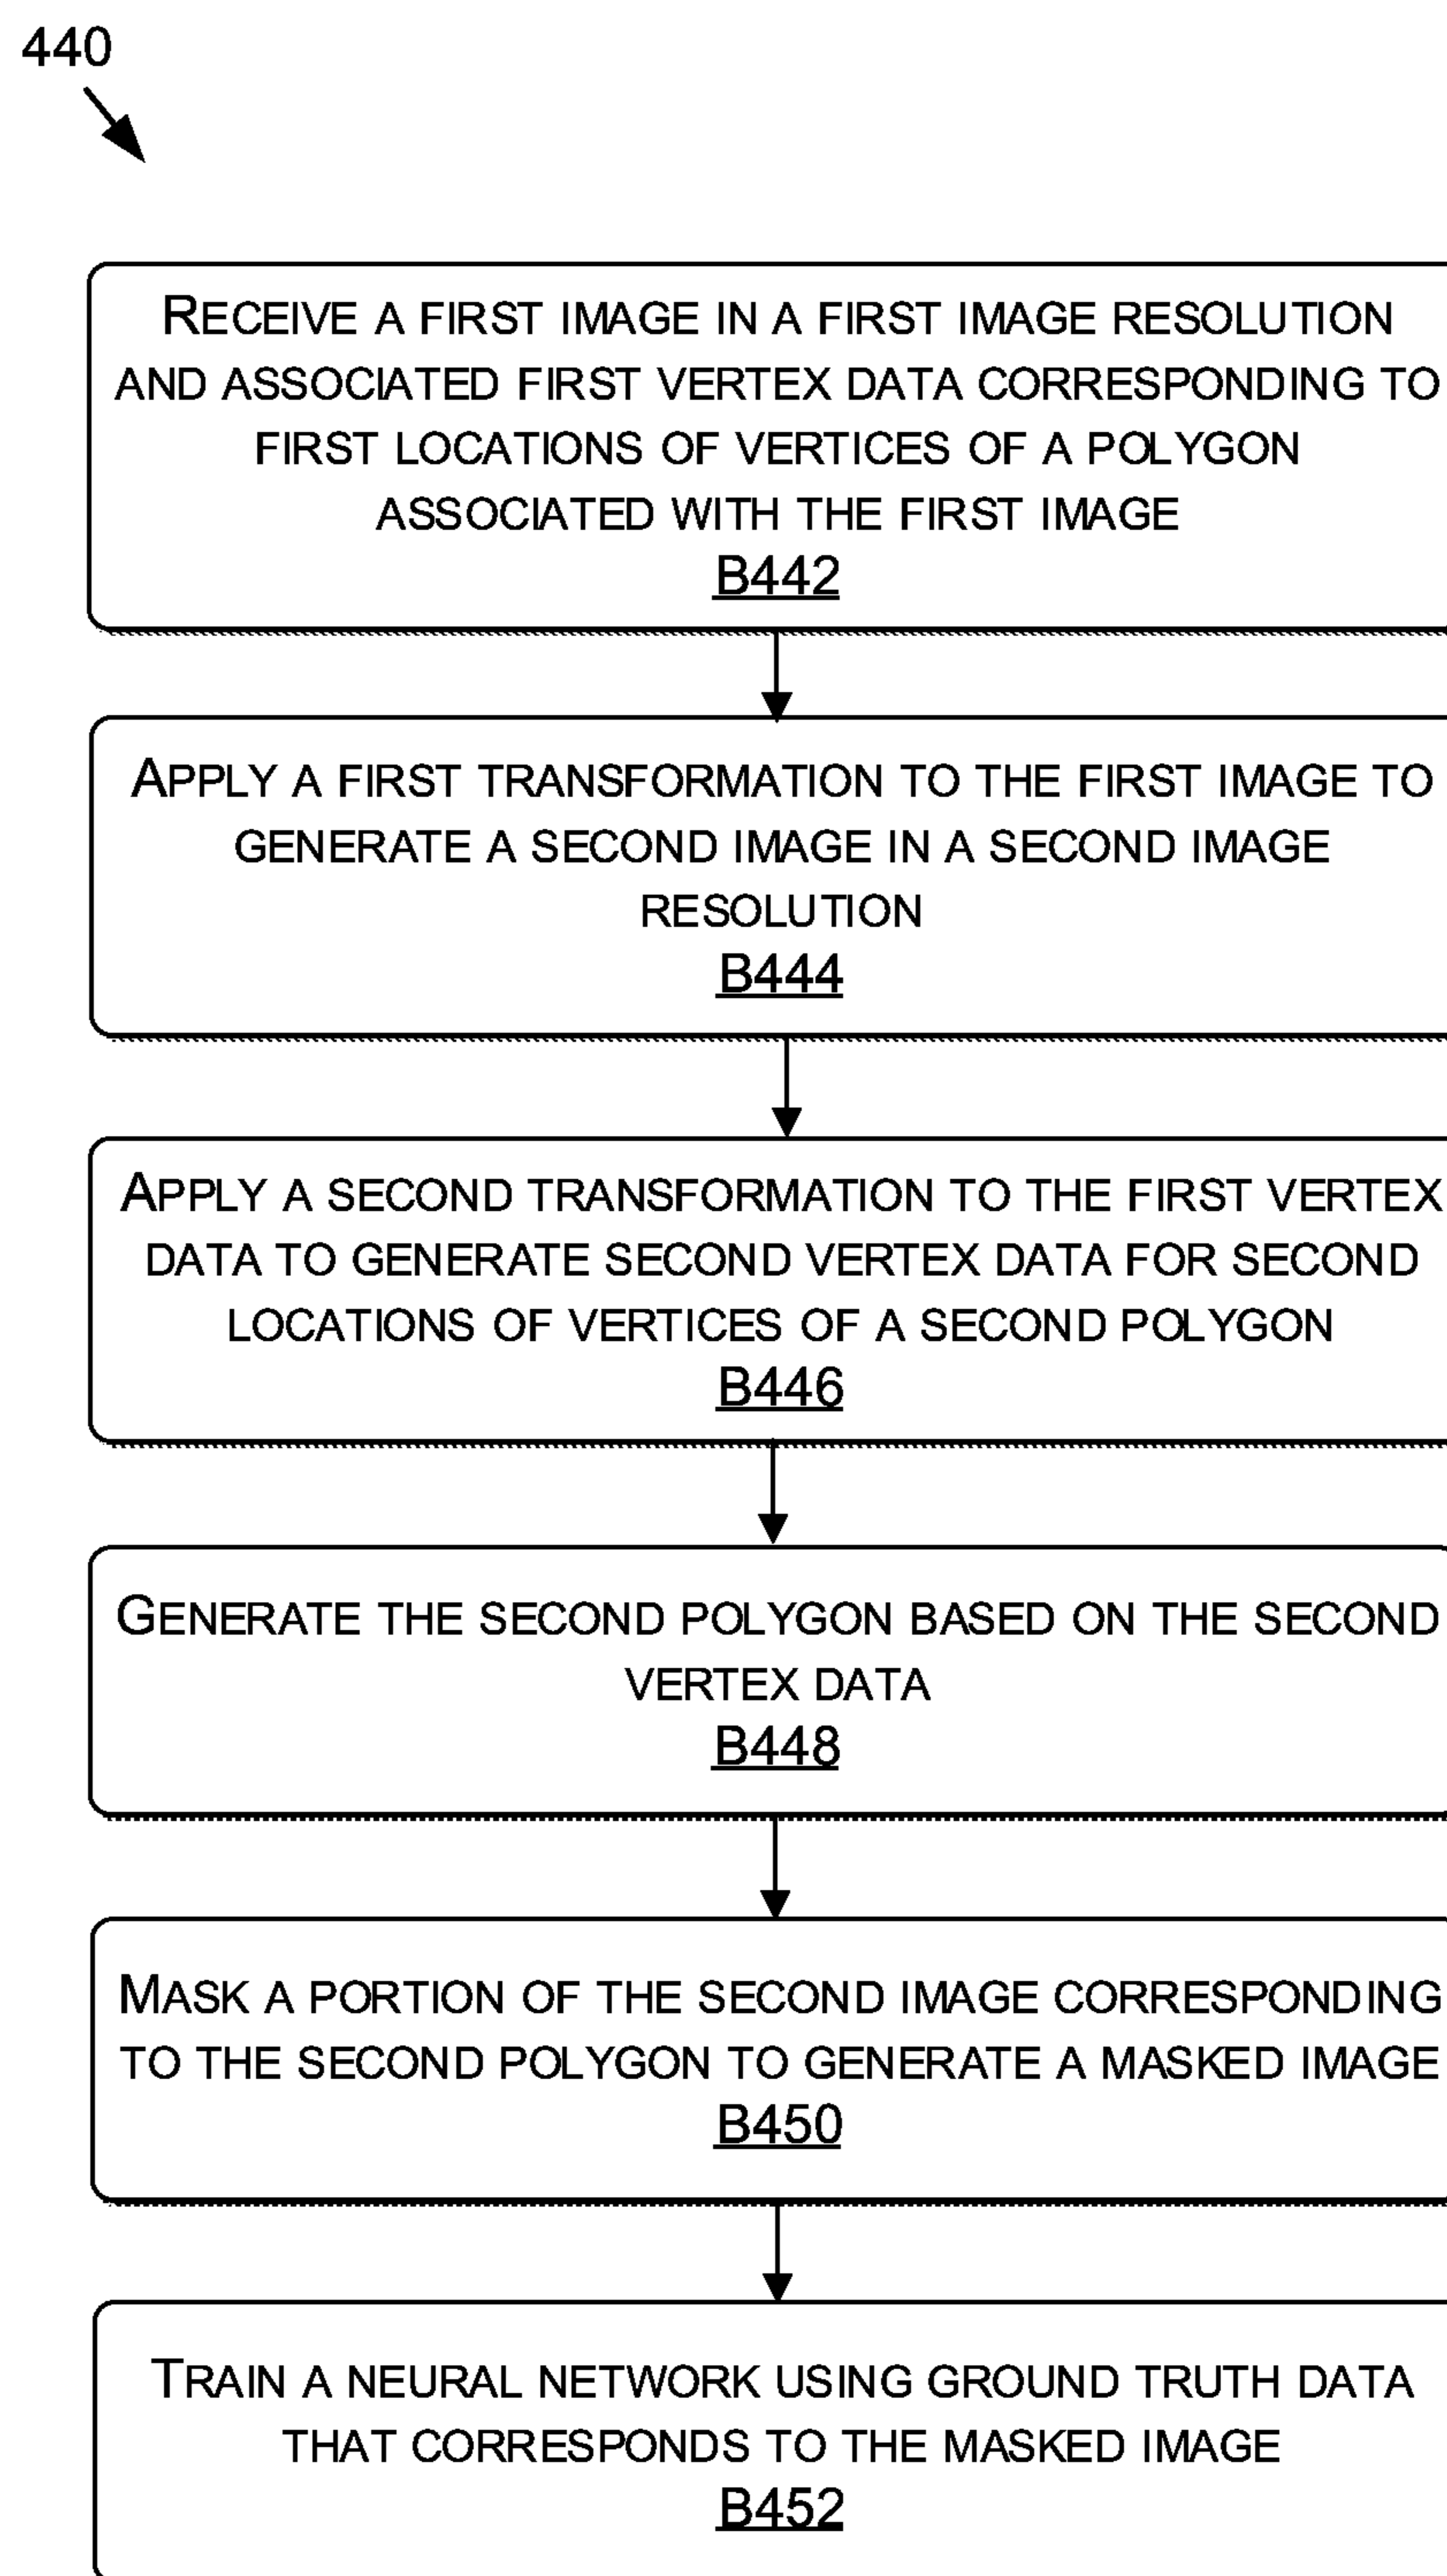 440
RECEIVE A FIRST IMAGE IN A FIRST IMAGE RESOLUTION
AND ASSOCIATED FIRST VERTEX DATA CORRESPONDING TO
FIRST LOCATIONS OF VERTICES OF A POLYGON
ASSOCIATED WITH THE FIRST IMAGE
B442
APPLY A FIRST TRANSFORMATION TO THE FIRST IMAGE TO
GENERATE A SECOND IMAGE IN A SECOND IMAGE
RESOLUTION
B444
APPLY A SECOND TRANSFORMATION TO THE FIRST VERTEX
DATA TO GENERATE SECOND VERTEX DATA FOR SECOND
LOCATIONS OF VERTICES OF A SECOND POLYGON
B446
GENERATE THE SECOND POLYGON BASED ON THE SECOND
VERTEX DATA
B448
MASK A PORTION OF THE SECOND IMAGE CORRESPONDING
TO THE SECOND POLYGON TO GENERATE A MASKED IMAGE
B450
TRAIN A NEURAL NETWORK USING GROUND TRUTH DATA
THAT CORRESPONDS TO THE MASKED IMAGE
B452